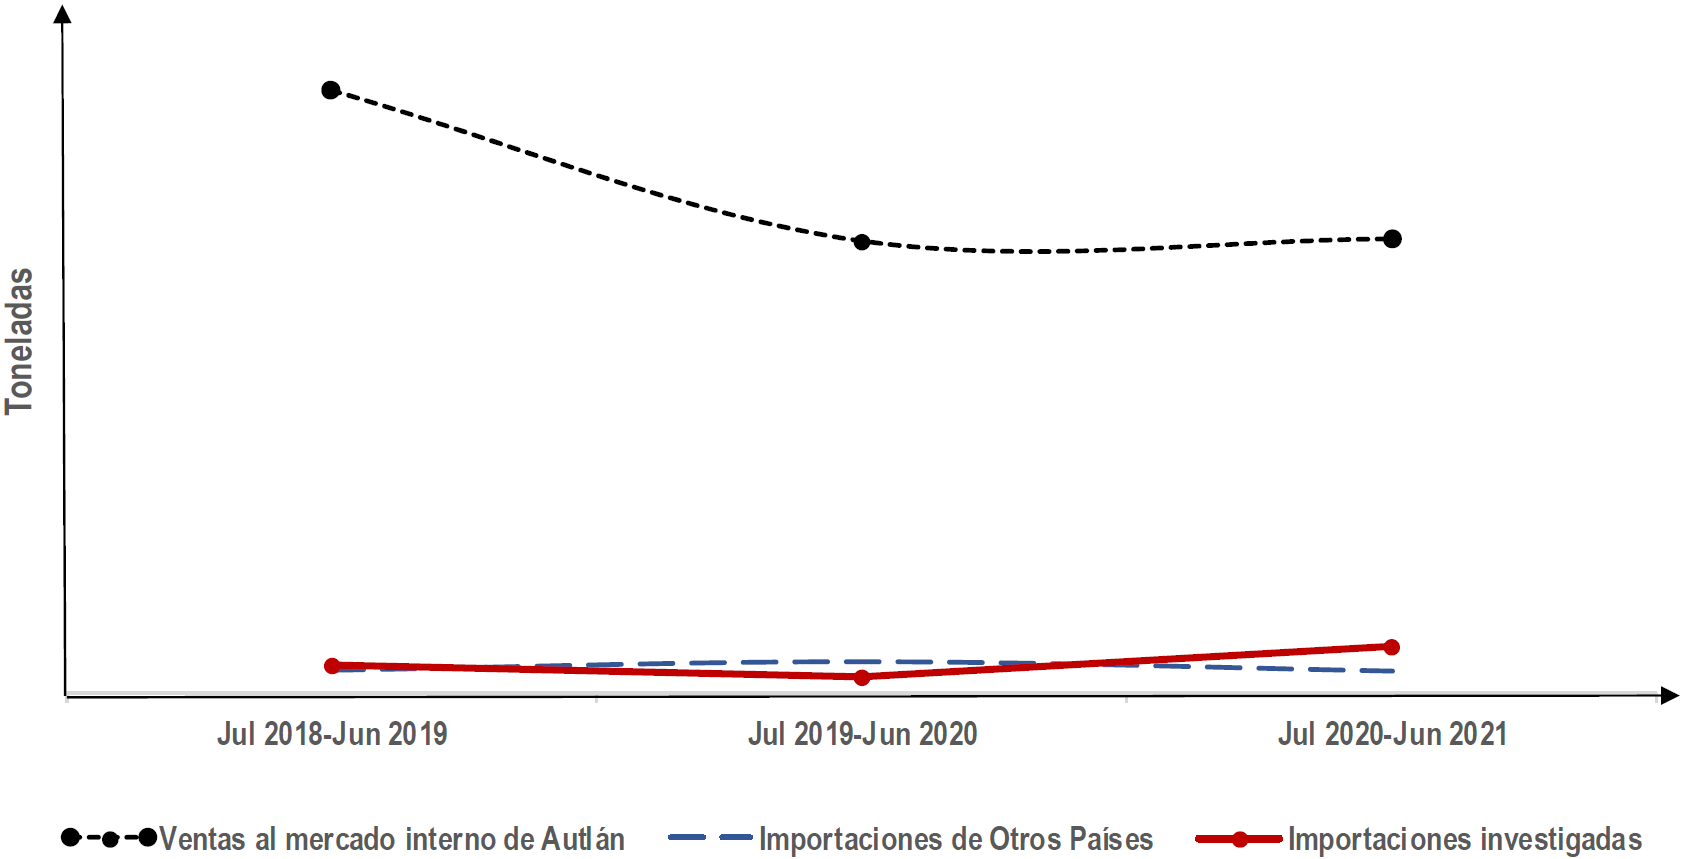 Toneladas
Jul 2018-Jun 2019
Jul 2019-Jun 2020
Jul 2020-Jun 2021
Ventas al mercado interno de Autlán
Importaciones de Otros Países
Importaciones investigadas